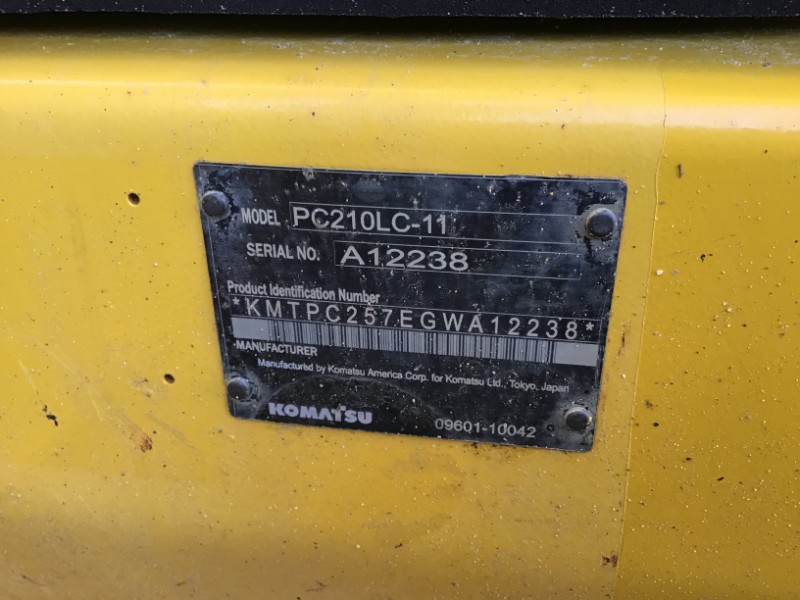 MODEL PC210LC-11
SERIAL NO. A12238
Product Identification Number
*KMTPC257EGWA12238*
MANUFACTURER
Manufactured by Komatsu America Corp. for Komatsu Ltd., Tokyo, Japan
KOMATSU 09601-10042